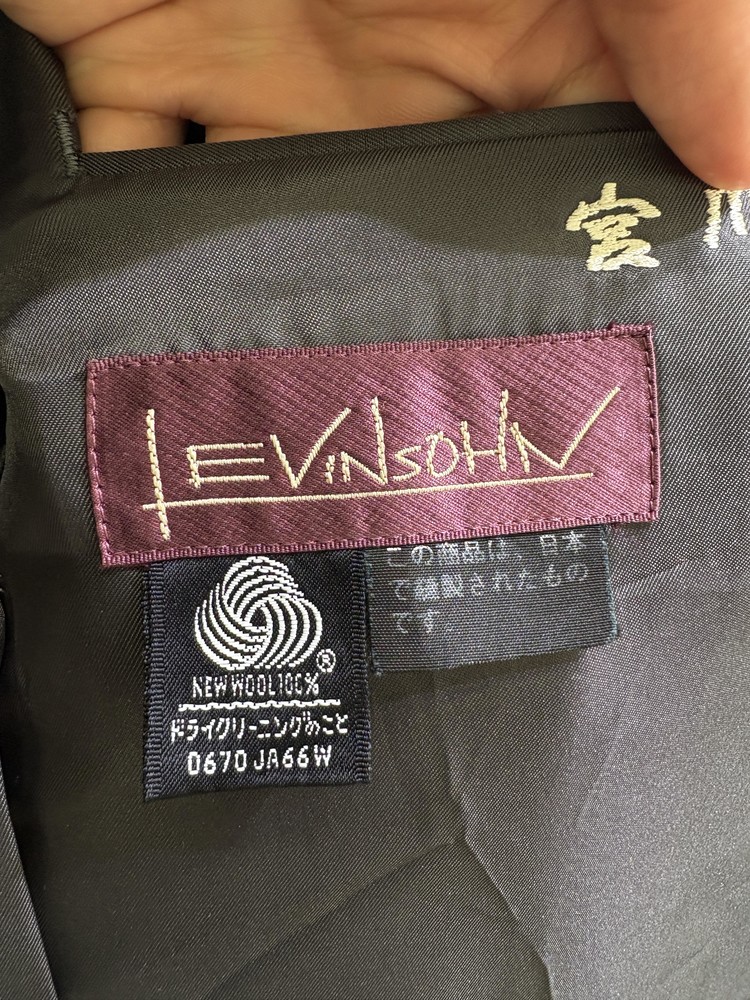 宮
LEVINSOHN
この商品は、日本
で縫製されたもの
です。
®
NEW WOOL 100%
ドライクリーニングのこと
0670 JA66W